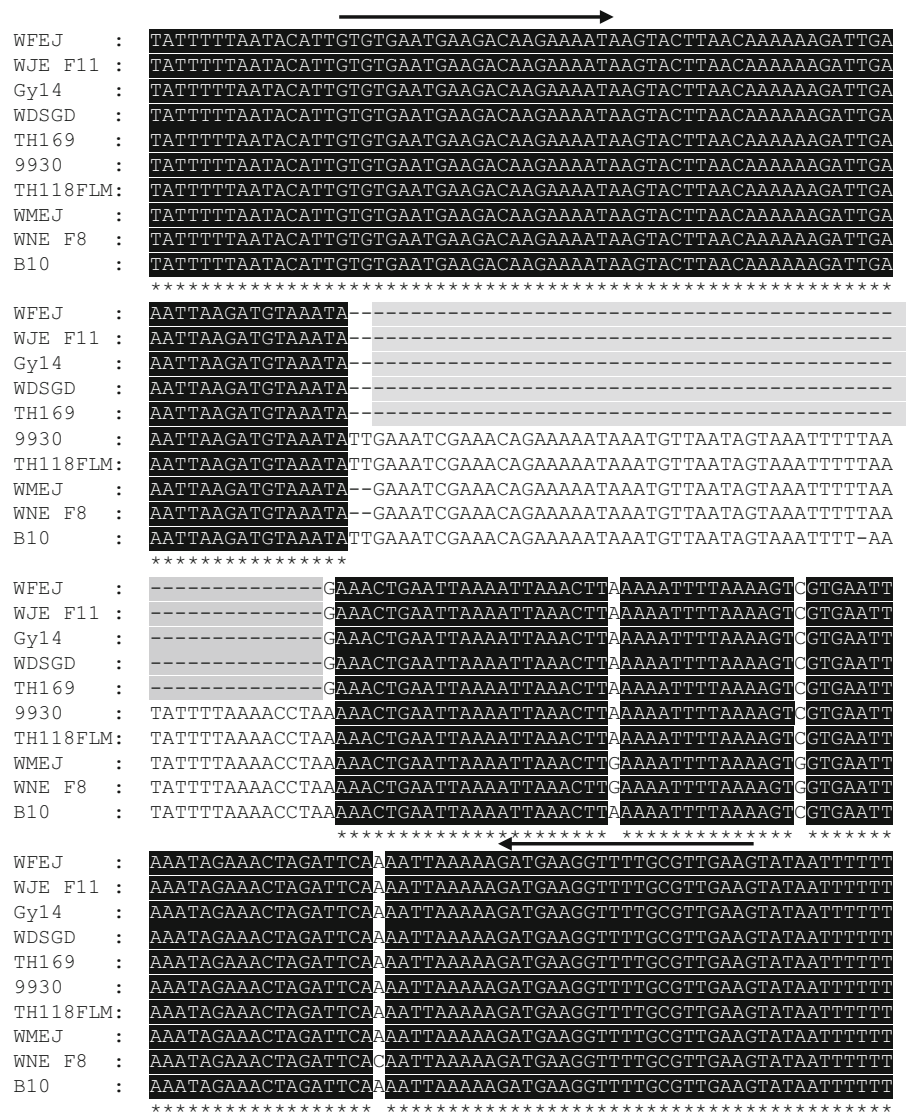 WFEJ : TATTTTTAATACATTGTGTGAATGAAGACAAGAAAATAAGTACTTAACAAAAAAGATTGA
WJE F11 : TATTTTTAATACATTGTGTGAATGAAGACAAGAAAATAAGTACTTAACAAAAAAGATTGA
Gy14 : TATTTTTAATACATTGTGTGAATGAAGACAAGAAAATAAGTACTTAACAAAAAAGATTGA
WDSGD : TATTTTTAATACATTGTGTGAATGAAGACAAGAAAATAAGTACTTAACAAAAAAGATTGA
TH169 : TATTTTTAATACATTGTGTGAATGAAGACAAGAAAATAAGTACTTAACAAAAAAGATTGA
9930 : TATTTTTAATACATTGTGTGAATGAAGACAAGAAAATAAGTACTTAACAAAAAAGATTGA
TH118FLM: TATTTTTAATACATTGTGTGAATGAAGACAAGAAAATAAGTACTTAACAAAAAAGATTGA
WMEJ : TATTTTTAATACATTGTGTGAATGAAGACAAGAAAATAAGTACTTAACAAAAAAGATTGA
WNE F8 : TATTTTTAATACATTGTGTGAATGAAGACAAGAAAATAAGTACTTAACAAAAAAGATTGA
B10 : TATTTTTAATACATTGTGTGAATGAAGACAAGAAAATAAGTACTTAACAAAAAAGATTGA
************************************************************
WFEJ : AATTAAGATGTAAATA--------------------------------------------
WJE F11 : AATTAAGATGTAAATA--------------------------------------------
Gy14 : AATTAAGATGTAAATA--------------------------------------------
WDSGD : AATTAAGATGTAAATA--------------------------------------------
TH169 : AATTAAGATGTAAATA--------------------------------------------
9930 : AATTAAGATGTAAATATTGAAATCGAAACAGAAAAATAAATGTTAATAGTAAATTTTTAA
TH118FLM: AATTAAGATGTAAATATTGAAATCGAAACAGAAAAATAAATGTTAATAGTAAATTTTTAA
WMEJ : AATTAAGATGTAAATA--GAAATCGAAACAGAAAAATAAATGTTAATAGTAAATTTTTAA
WNE F8 : AATTAAGATGTAAATA--GAAATCGAAACAGAAAAATAAATGTTAATAGTAAATTTTTAA
B10 : AATTAAGATGTAAATATTGAAATCGAAACAGAAAAATAAATGTTAATAGTAAATTTT-AA
****************
WFEJ : --------------GAAACTGAATTAAAATTAAACTTAAAAATTTTAAAAGTCGTGAATT
WJE F11 : --------------GAAACTGAATTAAAATTAAACTTAAAAATTTTAAAAGTCGTGAATT
Gy14 : --------------GAAACTGAATTAAAATTAAACTTAAAAATTTTAAAAGTCGTGAATT
WDSGD : --------------GAAACTGAATTAAAATTAAACTTAAAAATTTTAAAAGTCGTGAATT
TH169 : --------------GAAACTGAATTAAAATTAAACTTAAAAATTTTAAAAGTCGTGAATT
9930 : TATTTTAAAACCTAAAAACTGAATTAAAATTAAACTTAAAAATTTTAAAAGTCGTGAATT
TH118FLM: TATTTTAAAACCTAAAAACTGAATTAAAATTAAACTTAAAAATTTTAAAAGTCGTGAATT
WMEJ : TATTTTAAAACCTAAAAACTGAATTAAAATTAAACTTGAAAATTTTAAAAGTGGTGAATT
WNE F8 : TATTTTAAAACCTAAAAACTGAATTAAAATTAAACTTGAAAATTTTAAAAGTGGTGAATT
B10 : TATTTTAAAACCTAAAAACTGAATTAAAATTAAACTTAAAAATTTTAAAAGTCGTGAATT
********************** ************** *******
WFEJ : AAATAGAAACTAGATTCAAAATTAAAAAGATGAAGGTTTTGCGTTGAAGTATAATTTTTT
WJE F11 : AAATAGAAACTAGATTCAAAATTAAAAAGATGAAGGTTTTGCGTTGAAGTATAATTTTTT
Gy14 : AAATAGAAACTAGATTCAAAATTAAAAAGATGAAGGTTTTGCGTTGAAGTATAATTTTTT
WDSGD : AAATAGAAACTAGATTCAAAATTAAAAAGATGAAGGTTTTGCGTTGAAGTATAATTTTTT
TH169 : AAATAGAAACTAGATTCAAAATTAAAAAGATGAAGGTTTTGCGTTGAAGTATAATTTTTT
9930 : AAATAGAAACTAGATTCAAAATTAAAAAGATGAAGGTTTTGCGTTGAAGTATAATTTTTT
TH118FLM: AAATAGAAACTAGATTCAAAATTAAAAAGATGAAGGTTTTGCGTTGAAGTATAATTTTTT
WMEJ : AAATAGAAACTAGATTCAAAATTAAAAAGATGAAGGTTTTGCGTTGAAGTATAATTTTTT
WNE F8 : AAATAGAAACTAGATTCACAATTAAAAAGATGAAGGTTTTGCGTTGAAGTATAATTTTTT
B10 : AAATAGAAACTAGATTCAAAATTAAAAAGATGAAGGTTTTGCGTTGAAGTATAATTTTTT
****************** *****************************************